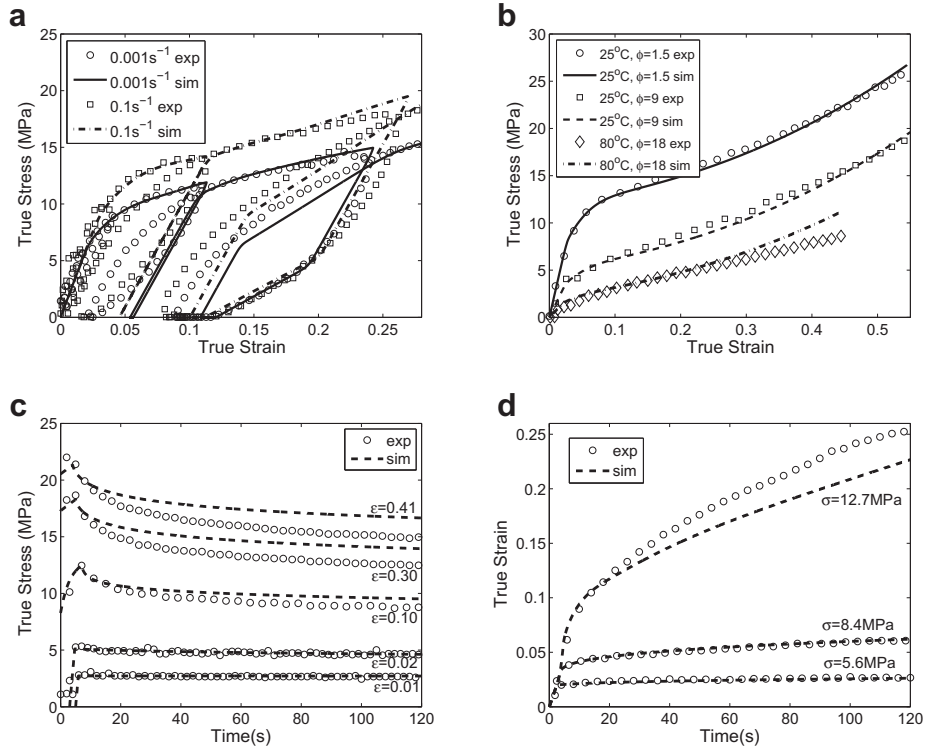 a
25
20
15
10
5
0
True Stress (MPa)
0.001s⁻¹ exp
0.001s⁻¹ sim
0.1s⁻¹ exp
0.1s⁻¹ sim
0 0.05 0.1 0.15 0.2 0.25
True Strain
b
30
25
20
15
10
5
0
True Stress (MPa)
25°C, ϕ=1.5 exp
25°C, ϕ=1.5 sim
25°C, ϕ=9 exp
25°C, ϕ=9 sim
80°C, ϕ=18 exp
80°C, ϕ=18 sim
0 0.1 0.2 0.3 0.4 0.5
True Strain
c
25
20
15
10
5
0
True Stress (MPa)
exp
sim
ε=0.41
ε=0.30
ε=0.10
ε=0.02
ε=0.01
0 20 40 60 80 100 120
Time(s)
d
0.25
0.2
0.15
0.1
0.05
0
True Strain
exp
sim
σ=12.7MPa
σ=8.4MPa
σ=5.6MPa
0 20 40 60 80 100 120
Time(s)